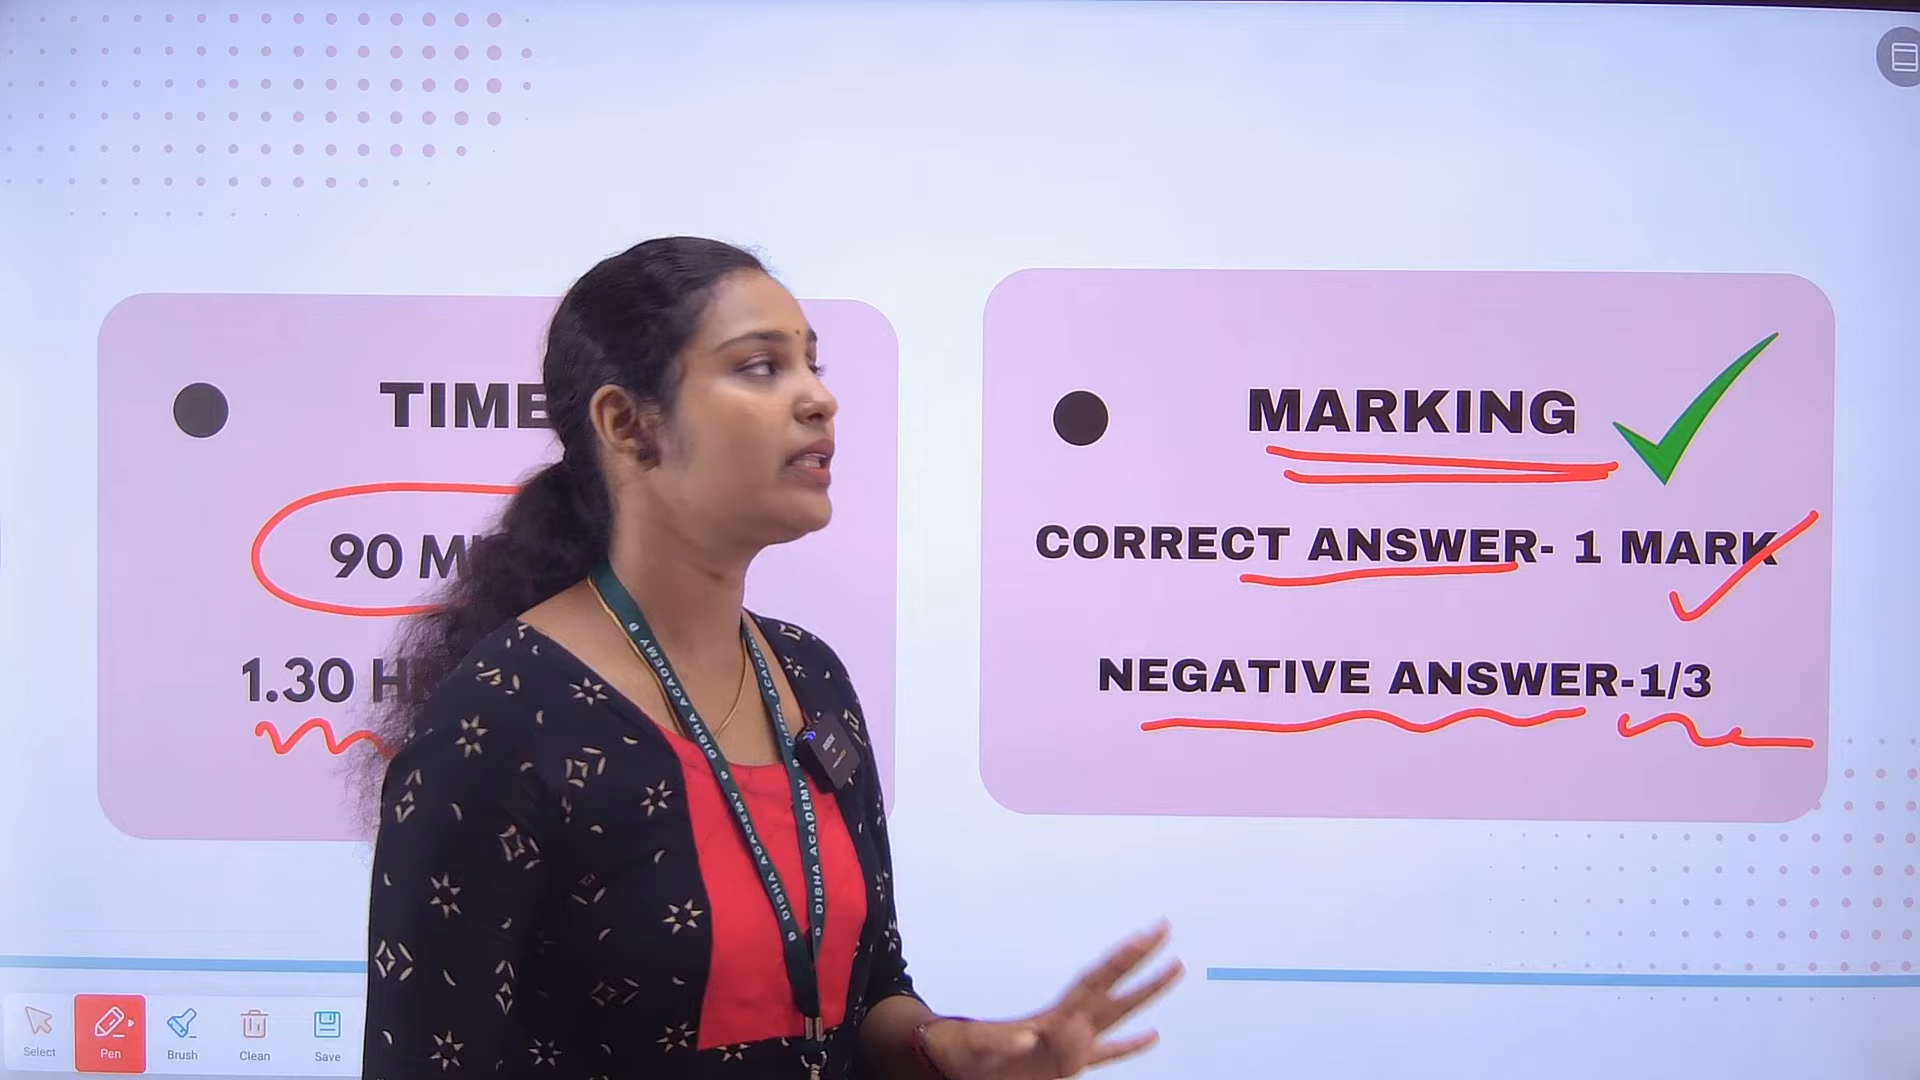 TIME
90 M
1.30 H
MARKING
CORRECT ANSWER- 1 MARK
NEGATIVE ANSWER-1/3
DISHA ACADEMY
DISHA ACADEMY
Select
Pen
Brush
Clean
Save